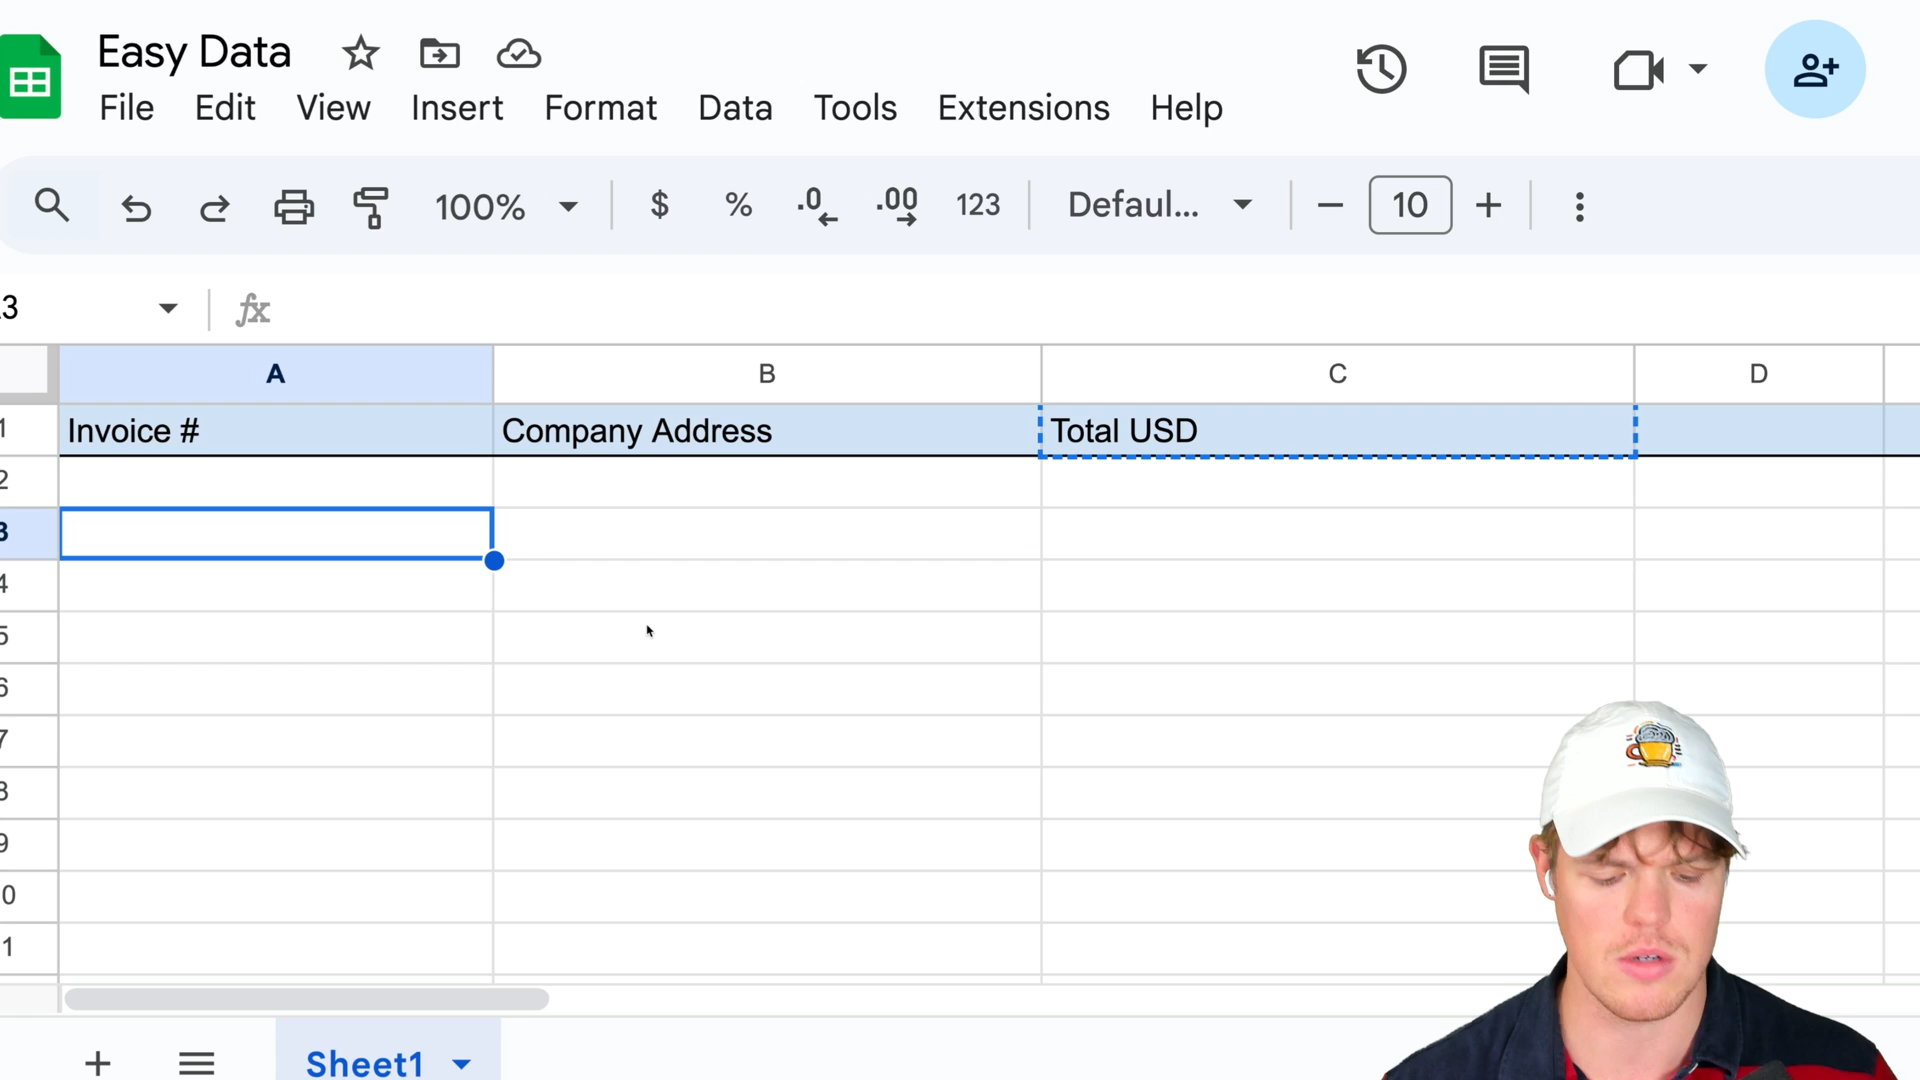 Easy Data
File Edit View Insert Format Data Tools Extensions Help
100% $ % .0 .00 123 Defaul... 10
3 fx
A B C D
1 Invoice # Company Address Total USD
2
3
4
5
6
7
8
9
0
1
Sheet1